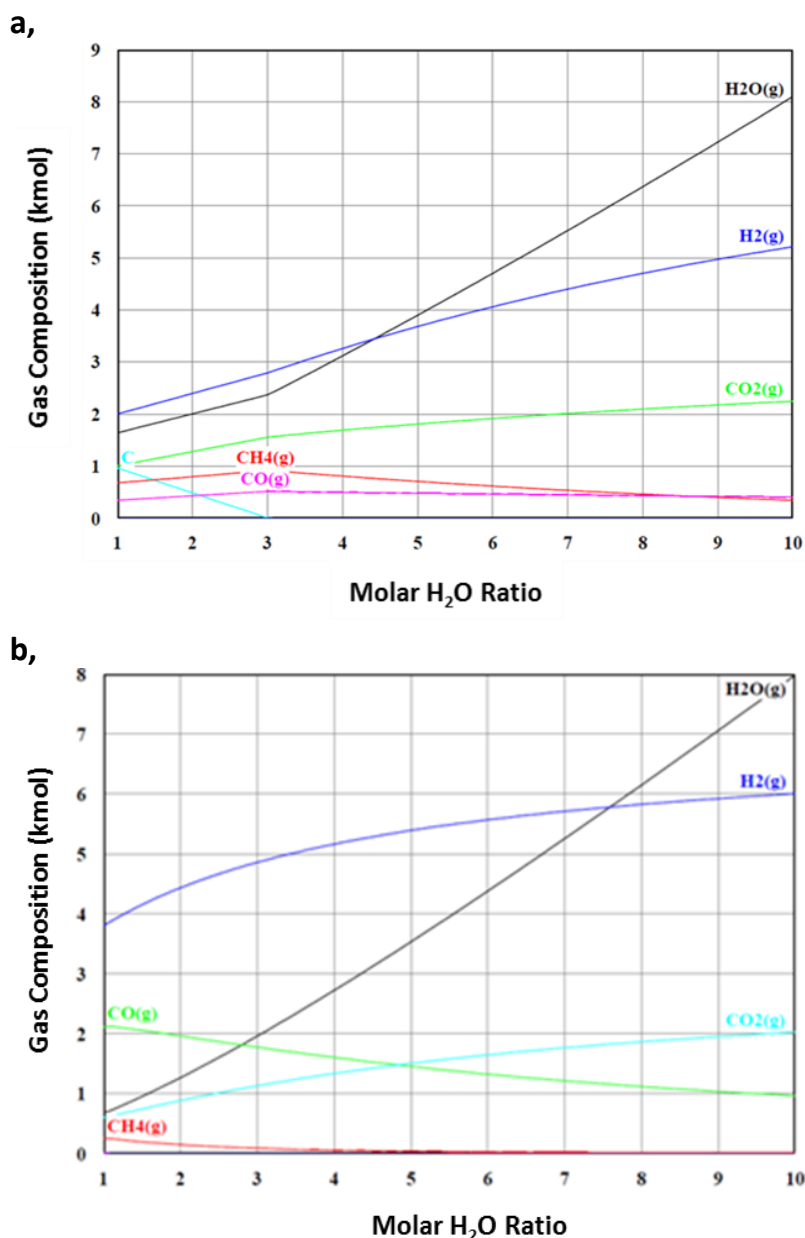 a,
9
8
7
6
5
4
3
2
1
0
Gas Composition (kmol)
H2O(g)
H2(g)
CO2(g)
C
CH4(g)
CO(g)
1 2 3 4 5 6 7 8 9 10
Molar H₂O Ratio
b,
8
7
6
5
4
3
2
1
0
Gas Composition (kmol)
H2O(g)
H2(g)
CO(g)
CO2(g)
CH4(g)
1 2 3 4 5 6 7 8 9 10
Molar H₂O Ratio